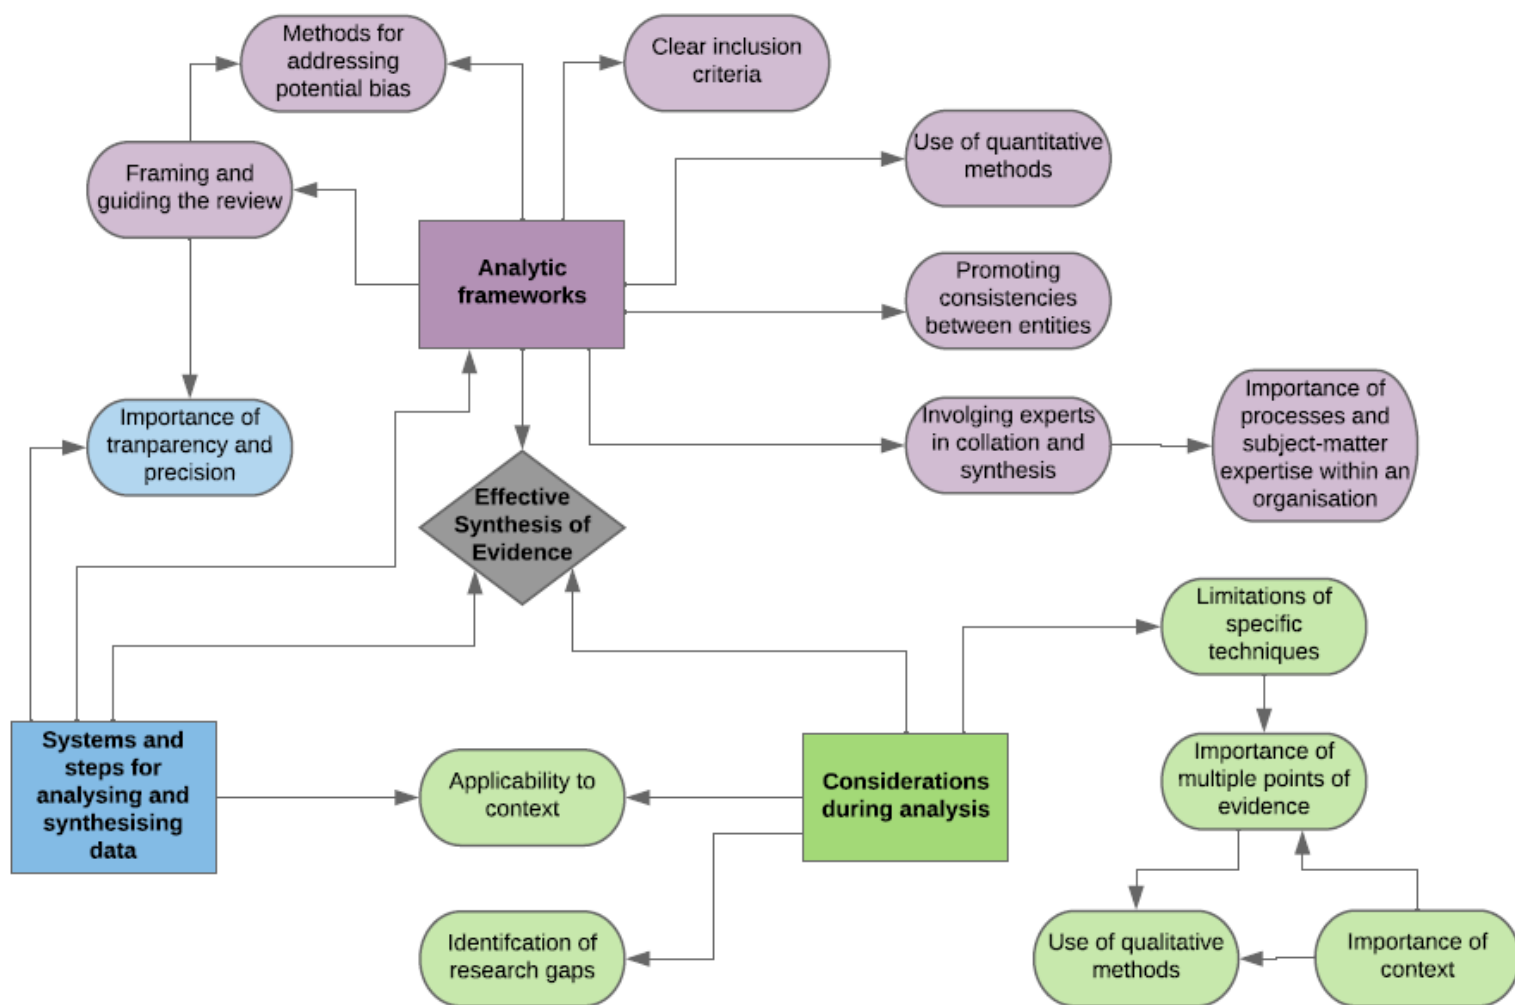 Methods for
addressing
potential bias
Clear inclusion
criteria
Use of quantitative
methods
Framing and
guiding the review
Analytic
frameworks
Promoting
consistencies
between entities
Importance of
tranparency and
precision
Involging experts
in collation and
synthesis
Importance of
processes and
subject-matter
expertise within an
organisation
Effective
Synthesis of
Evidence
Limitations of
specific
techniques
Systems and
steps for
analysing and
synthesising
data
Applicability to
context
Considerations
during analysis
Importance of
multiple points of
evidence
Identifcation of
research gaps
Use of qualitative
methods
Importance of
context